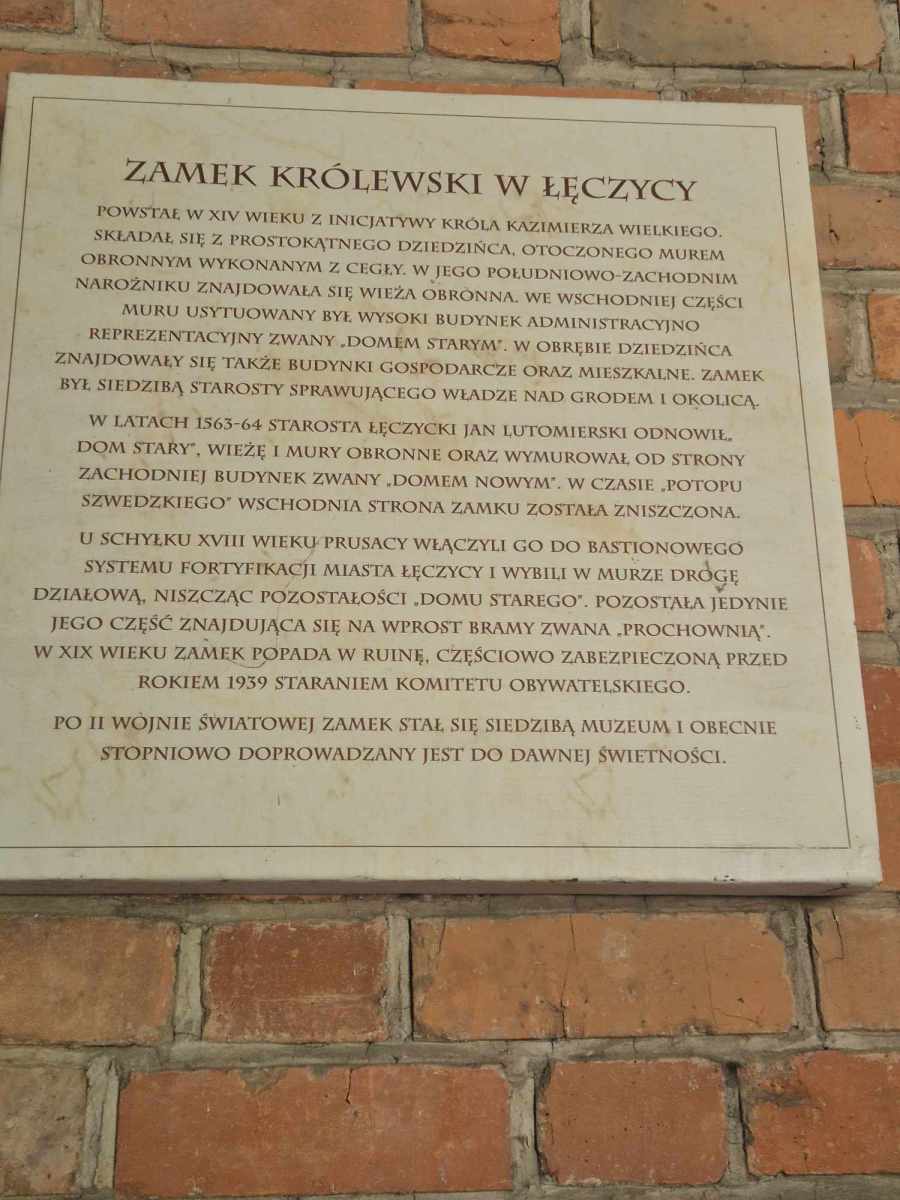 ZAMEK KRÓLEWSKI W ŁĘCZYCY
POWSTAŁ W XIV WIEKU Z INICJATYWY KRÓLA KAZIMIERZA WIELKIEGO.
SKŁADAŁ SIĘ Z PROSTOKĄTNEGO DZIEDZIŃCA, OTOCZONEGO MUREM
OBRONNYM WYKONANYM Z CEGŁY. W JEGO POŁUDNIOWO-ZACHODNIM
NAROŻNIKU ZNAJDOWAŁA SIĘ WIEŻA OBRONNA. WE WSCHODNIEJ CZĘŚCI
MURU USYTUOWANY BYŁ WYSOKI BUDYNEK ADMINISTRACYJNO
REPREZENTACYJNY ZWANY „DOMEM STARYM”. W OBRĘBIE DZIEDZIŃCA
ZNAJDOWAŁY SIĘ TAKŻE BUDYNKI GOSPODARCZE ORAZ MIESZKALNE. ZAMEK
BYŁ SIEDZIBĄ STAROSTY SPRAWUJĄCEGO WŁADZE NAD GRODEM I OKOLICĄ.
W LATACH 1563-64 STAROSTA ŁĘCZYCKI JAN LUTOMIERSKI ODNOWIŁ„
DOM STARY”, WIEŻĘ I MURY OBRONNE ORAZ WYMUROWAŁ OD STRONY
ZACHODNIEJ BUDYNEK ZWANY „DOMEM NOWYM”. W CZASIE „POTOPU
SZWEDZKIEGO” WSCHODNIA STRONA ZAMKU ZOSTAŁA ZNISZCZONA.
U SCHYŁKU XVIII WIEKU PRUSACY WŁĄCZYLI GO DO BASTIONOWEGO
SYSTEMU FORTYFIKACJI MIASTA ŁĘCZYCY I WYBILI W MURZE DROGĘ
DZIAŁOWĄ, NISZCZĄC POZOSTAŁOŚCI „DOMU STAREGO”. POZOSTAŁA JEDYNIE
JEGO CZĘŚĆ ZNAJDUJĄCA SIĘ NA WPROST BRAMY ZWANA „PROCHOWNIĄ”.
W XIX WIEKU ZAMEK POPADA W RUINĘ, CZĘŚCIOWO ZABEZPIECZONĄ PRZED
ROKIEM 1939 STARANIEM KOMITETU OBYWATELSKIEGO.
PO II WOJNIE ŚWIATOWEJ ZAMEK STAŁ SIĘ SIEDZIBĄ MUZEUM I OBECNIE
STOPNIOWO DOPROWADZANY JEST DO DAWNEJ ŚWIETNOŚCI.